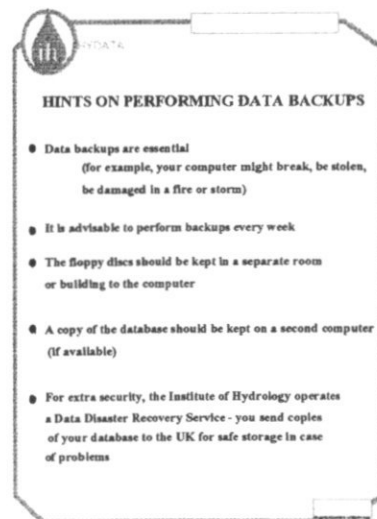 ih
HYDATA
HINTS ON PERFORMING DATA BACKUPS
● Data backups are essential
(for example, your computer might break, be stolen,
be damaged in a fire or storm)
● It is advisable to perform backups every week
● The floppy discs should be kept in a separate room
or building to the computer
● A copy of the database should be kept on a second computer
(if available)
● For extra security, the Institute of Hydrology operates
a Data Disaster Recovery Service - you send copies
of your database to the UK for safe storage in case
of problems